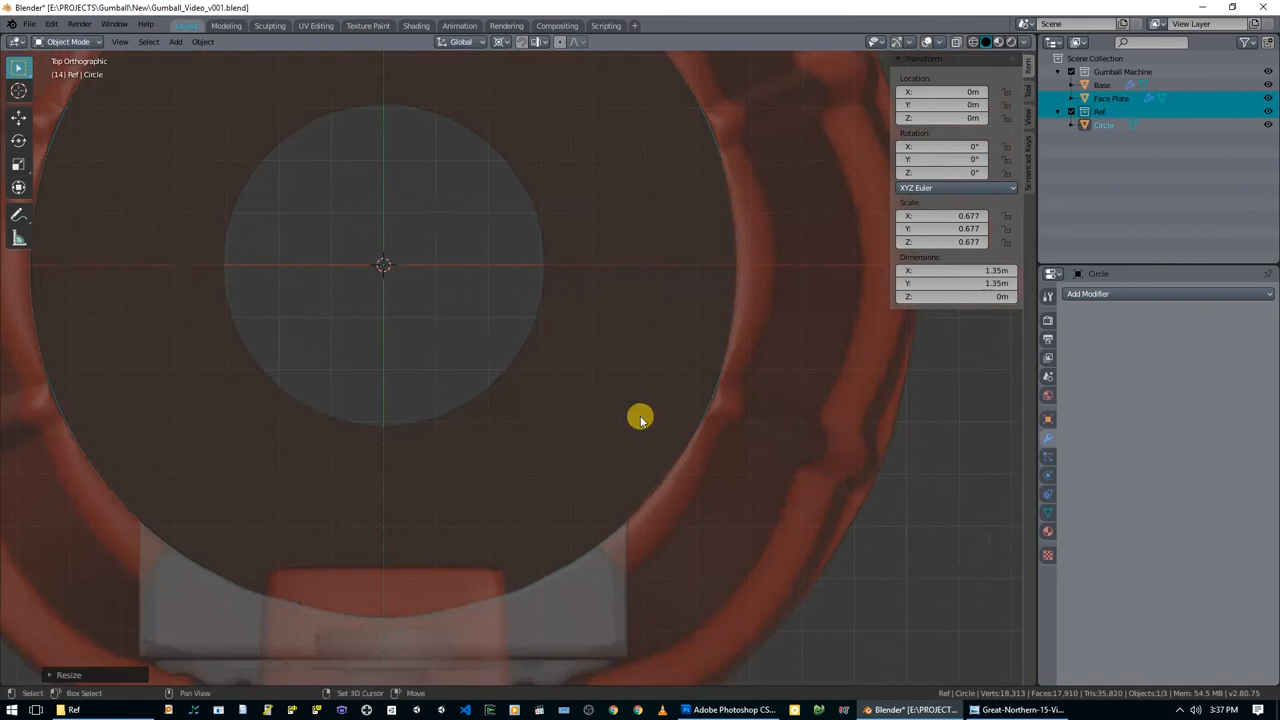 Blender* [E:\PROJECTS\Gumball\New\Gumball_Video_v001.blend]
File Edit Render Window Help Layout Modeling Sculpting UV Editing Texture Paint Shading Animation Rendering Compositing Scripting + Scene View Layer
Object Mode View Select Add Object Global
Top Orthographic
(14) Ref | Circle
Transform
Location:
X: 0m
Y: 0m
Z: 0m
Rotation:
X: 0°
Y: 0°
Z: 0°
XYZ Euler
Scale:
X: 0.677
Y: 0.677
Z: 0.677
Dimensions:
X: 1.35m
Y: 1.35m
Z: 0m
Item
Tool
View
Screencast Keys
Scene Collection
Gumball Machine
Base
Face Plate
Ref
Circle
Circle
Add Modifier
Resize
Select Box Select Pan View Set 3D Cursor Move Ref | Circle | Verts:18,313 | Faces:17,910 | Tris:35,820 | Objects:1/3 | Mem: 54.5 MB | v2.80.75
Ref Adobe Photoshop CS... Blender* [E:\PROJECT... Great-Northern-15-Vi... 3:37 PM